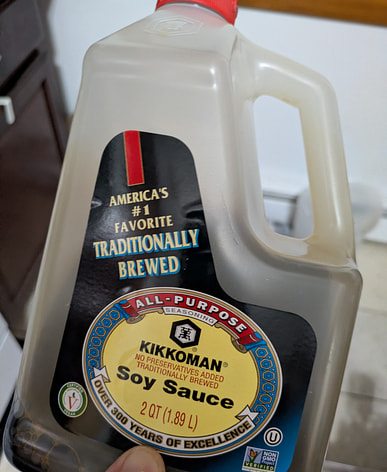 AMERICA'S
#1
FAVORITE
TRADITIONALLY
BREWED
ALL-PURPOSE
SEASONING
KIKKOMAN®
NO PRESERVATIVES ADDED
TRADITIONALLY BREWED
Soy Sauce
2 QT (1.89 L)
OVER 300 YEARS OF EXCELLENCE
U
NON
GMO
VERIFIED